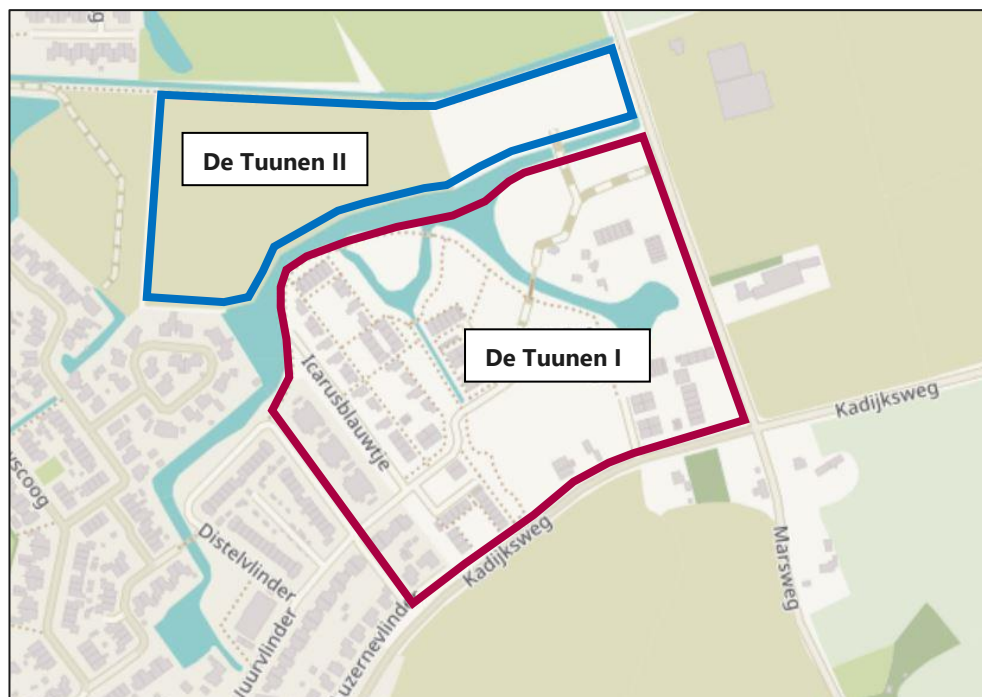 De Tuunen II
De Tuunen I
Icarusblauwtje
Kadijksweg
Kadijksweg
Marsweg
Distelvlinder